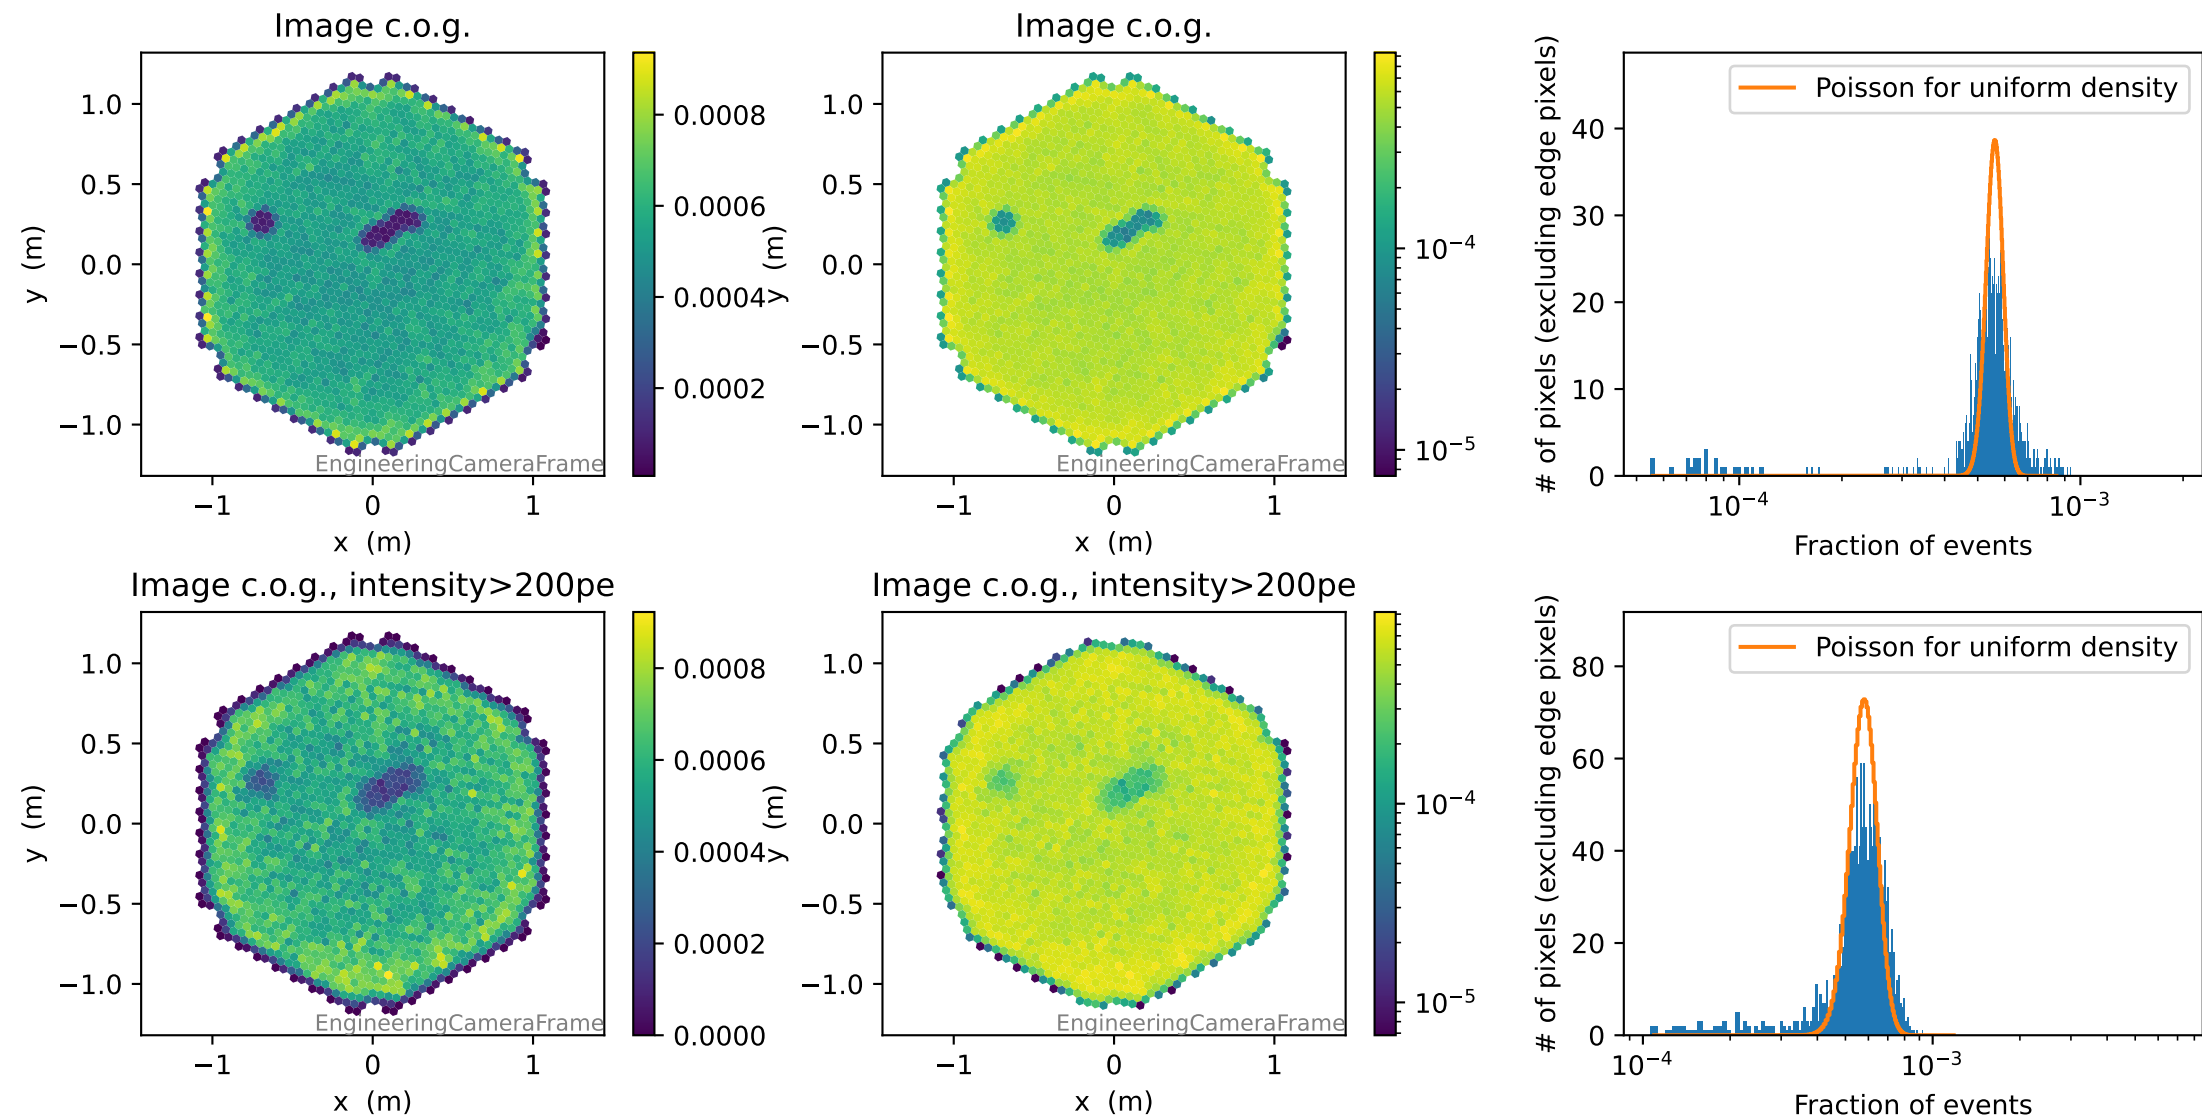 Image c.o.g.
1.0
0.5
0.0
−0.5
−1.0
y (m)
−1
0
1
x (m)
EngineeringCameraFrame
0.0008
0.0006
0.0004
0.0002
Image c.o.g.
1.0
0.5
0.0
−0.5
−1.0
y (m)
−1
0
1
x (m)
EngineeringCameraFrame
10⁻⁴
10⁻⁵
# of pixels (excluding edge pixels)
40
30
20
10
0
Poisson for uniform density
10⁻⁴
10⁻³
Fraction of events
Image c.o.g., intensity>200pe
1.0
0.5
0.0
−0.5
−1.0
y (m)
−1
0
1
x (m)
EngineeringCameraFrame
0.0008
0.0006
0.0004
0.0002
0.0000
Image c.o.g., intensity>200pe
1.0
0.5
0.0
−0.5
−1.0
y (m)
−1
0
1
x (m)
EngineeringCameraFrame
10⁻⁴
10⁻⁵
# of pixels (excluding edge pixels)
80
60
40
20
0
Poisson for uniform density
10⁻⁴
10⁻³
Fraction of events